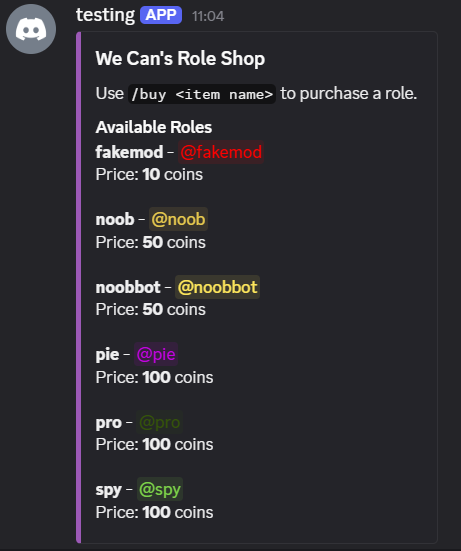 testing APP 11:04
We Can's Role Shop
Use /buy <item name> to purchase a role.
Available Roles
fakemod - @fakemod
Price: 10 coins
noob - @noob
Price: 50 coins
noobbot - @noobbot
Price: 50 coins
pie - @pie
Price: 100 coins
pro - @pro
Price: 100 coins
spy - @spy
Price: 100 coins